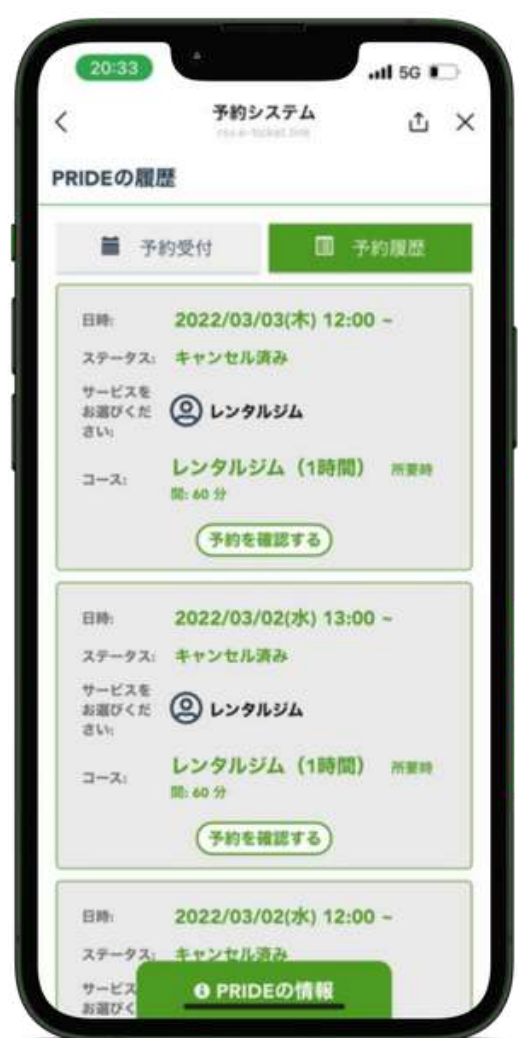 20:33
5G
予約システム
PRIDEの履歴
予約受付
予約履歴
日時: 2022/03/03(木) 12:00 ~
ステータス: キャンセル済み
サービスを
お選びくだ
さい:
レンタルジム
コース: レンタルジム（1時間） 所要時
間: 60 分
予約を確認する
日時: 2022/03/02(水) 13:00 ~
ステータス: キャンセル済み
サービスを
お選びくだ
さい:
レンタルジム
コース: レンタルジム（1時間） 所要時
間: 60 分
予約を確認する
日時: 2022/03/02(水) 12:00 ~
ステータス: キャンセル済み
サービス
お選びく
PRIDEの情報